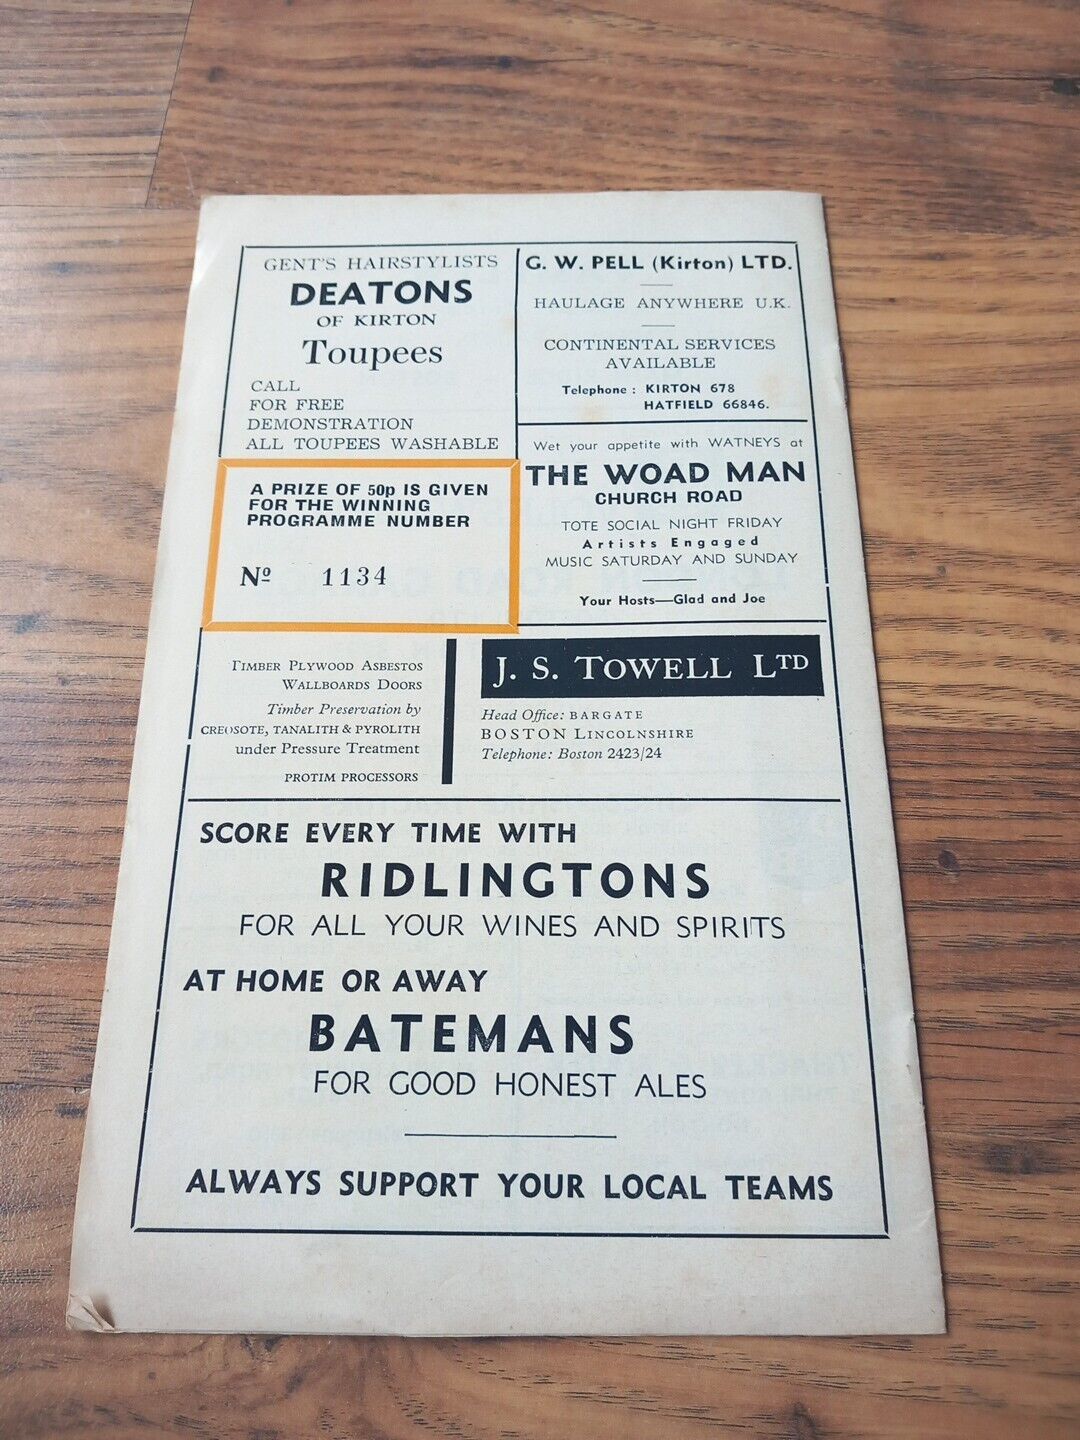 GENT'S HAIRSTYLISTS
DEATONS
OF KIRTON
Toupees
CALL
FOR FREE
DEMONSTRATION
ALL TOUPEES WASHABLE
G. W. PELL (Kirton) LTD.
HAULAGE ANYWHERE U.K.
CONTINENTAL SERVICES
AVAILABLE
Telephone : KIRTON 678
HATFIELD 66846.
A PRIZE OF 50p IS GIVEN
FOR THE WINNING
PROGRAMME NUMBER
Nº 1134
Wet your appetite with WATNEYS at
THE WOAD MAN
CHURCH ROAD
TOTE SOCIAL NIGHT FRIDAY
Artists Engaged
MUSIC SATURDAY AND SUNDAY
Your Hosts—Glad and Joe
TIMBER PLYWOOD ASBESTOS
WALLBOARDS DOORS
Timber Preservation by
CREOSOTE, TANALITH & PYROLITH
under Pressure Treatment
PROTIM PROCESSORS
J. S. TOWELL LTD
Head Office: BARGATE
BOSTON LINCOLNSHIRE
Telephone: Boston 2423/24
SCORE EVERY TIME WITH
RIDLINGTONS
FOR ALL YOUR WINES AND SPIRITS
AT HOME OR AWAY
BATEMANS
FOR GOOD HONEST ALES
ALWAYS SUPPORT YOUR LOCAL TEAMS